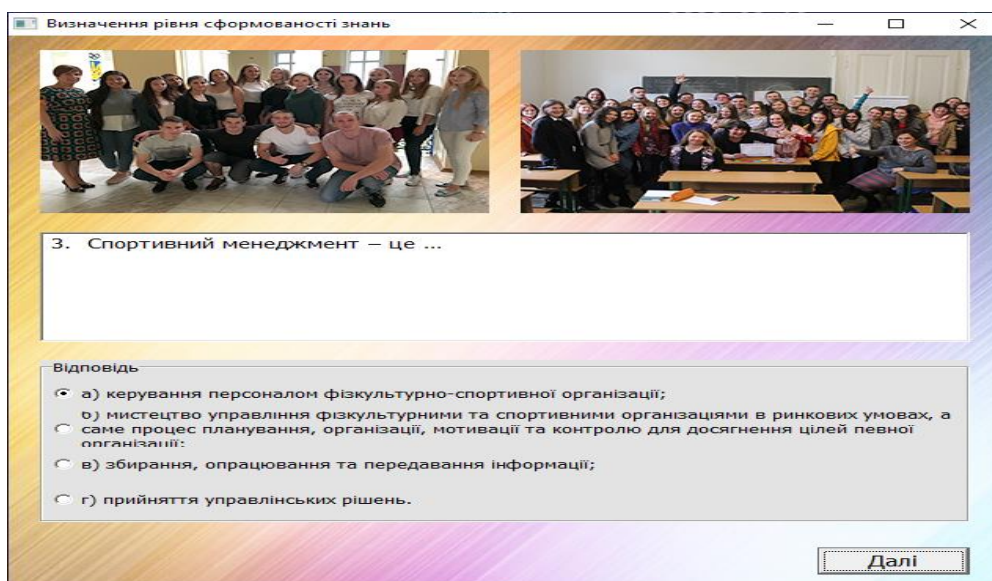 Визначення рівня сформованості знань
3. Спортивний менеджмент – це ...
Відповідь
а) керування персоналом фізкультурно-спортивної організації;
б) мистецтво управління фізкультурними та спортивними організаціями в ринкових умовах, а
саме процес планування, організації, мотивації та контролю для досягнення цілей певної
організації;
в) збирання, опрацювання та передавання інформації;
г) прийняття управлінських рішень.
Далі